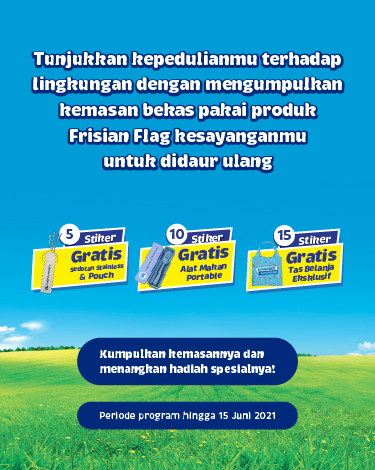 Tunjukkan kepedulianmu terhadap
lingkungan dengan mengumpulkan
kemasan bekas pakai produk
Frisian Flag kesayanganmu
untuk didaur ulang
5 Stiker
Gratis
Sedotan Stainless
& Pouch
10 Stiker
Gratis
Alat Makan
Portable
15 Stiker
Gratis
Tas Belanja
Eksklusif
Kumpulkan kemasannya dan
menangkan hadiah spesialnya!
Periode program hingga 15 Juni 2021